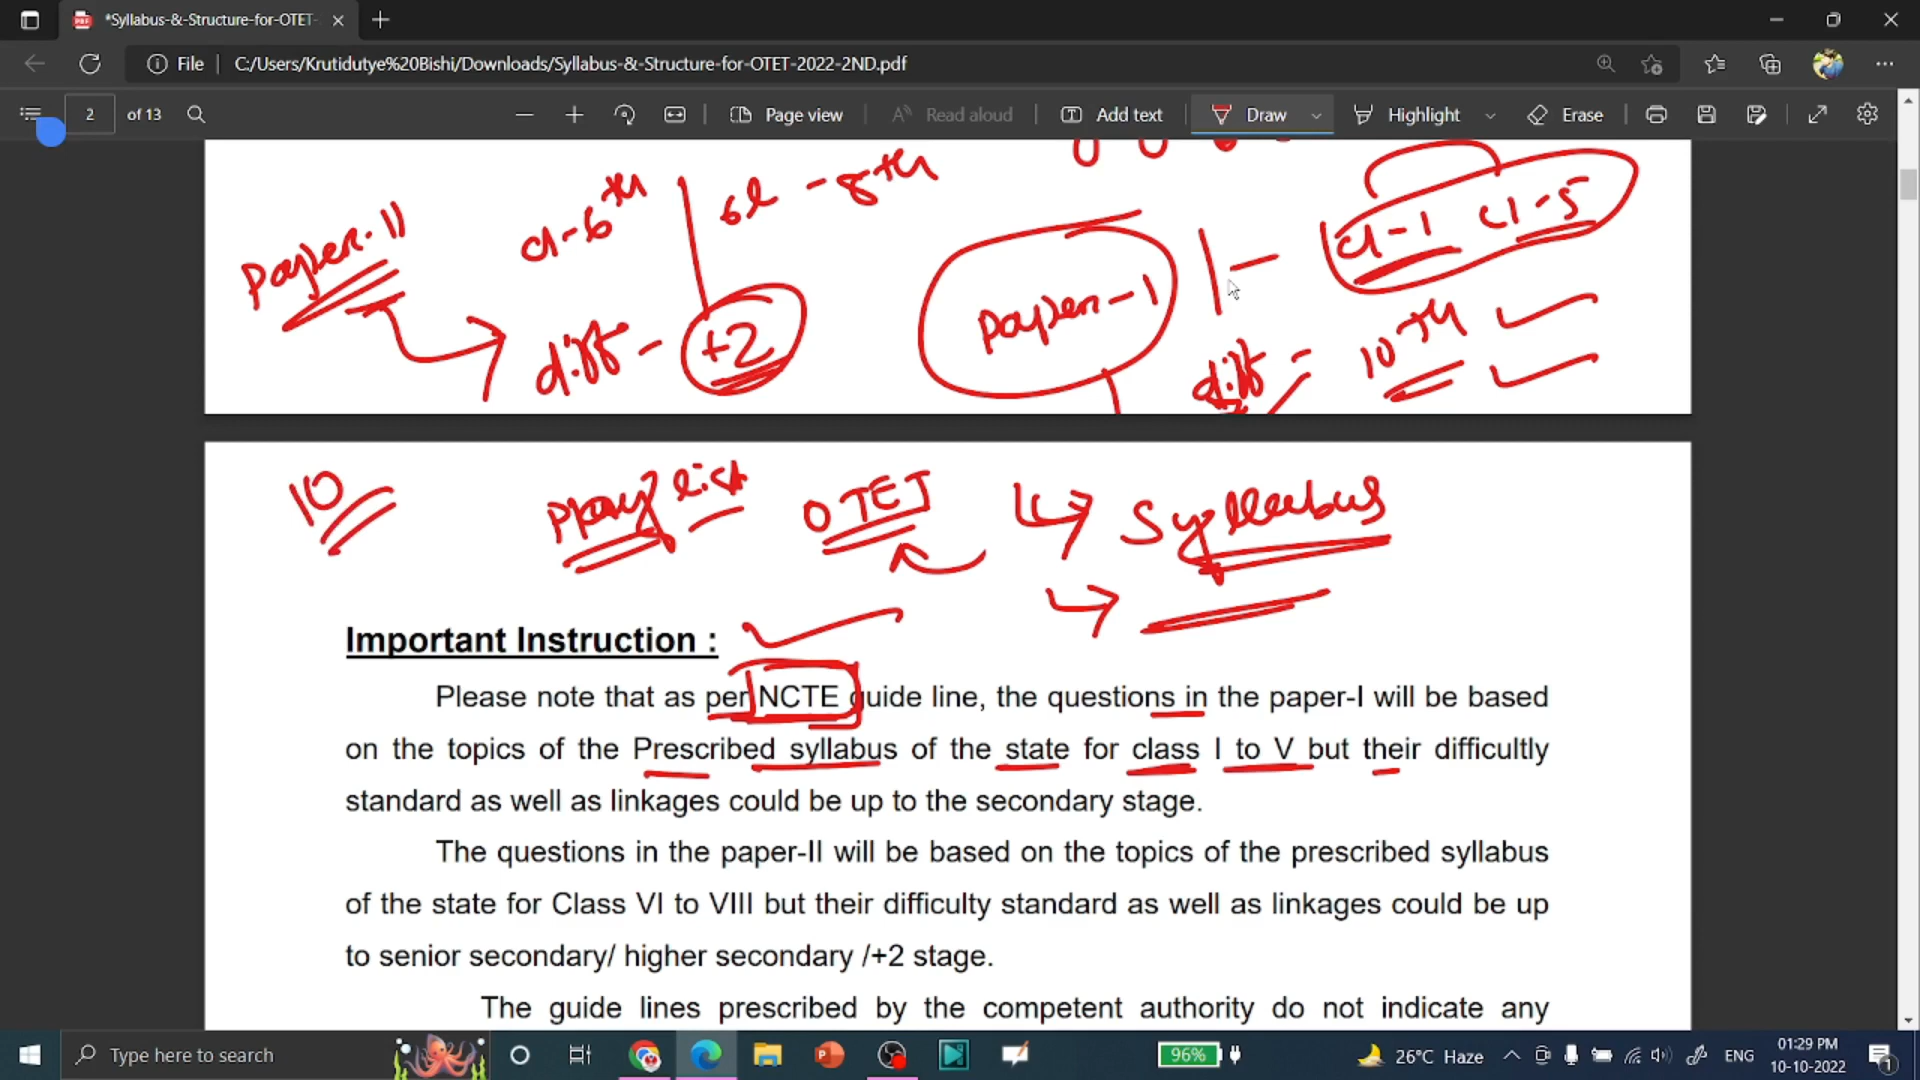 *Syllabus-&-Structure-for-OTET-
File C:/Users/Krutidutye%20Bishi/Downloads/Syllabus-&-Structure-for-OTET-2022-2ND.pdf
2 of 13 Page view Read aloud Add text Draw Highlight Erase
Paper-II cl-6th - 8th
diff - +2
Paper-1 cl-1 cl-5
diff - 10th
10 Play list OTET Syllabus
Important Instruction :
Please note that as per NCTE guide line, the questions in the paper-I will be based
on the topics of the Prescribed syllabus of the state for class I to V but their difficultly
standard as well as linkages could be up to the secondary stage.
The questions in the paper-II will be based on the topics of the prescribed syllabus
of the state for Class VI to VIII but their difficulty standard as well as linkages could be up
to senior secondary/ higher secondary /+2 stage.
The guide lines prescribed by the competent authority do not indicate any
Type here to search 96% 26°C Haze ENG 01:29 PM
10-10-2022 1